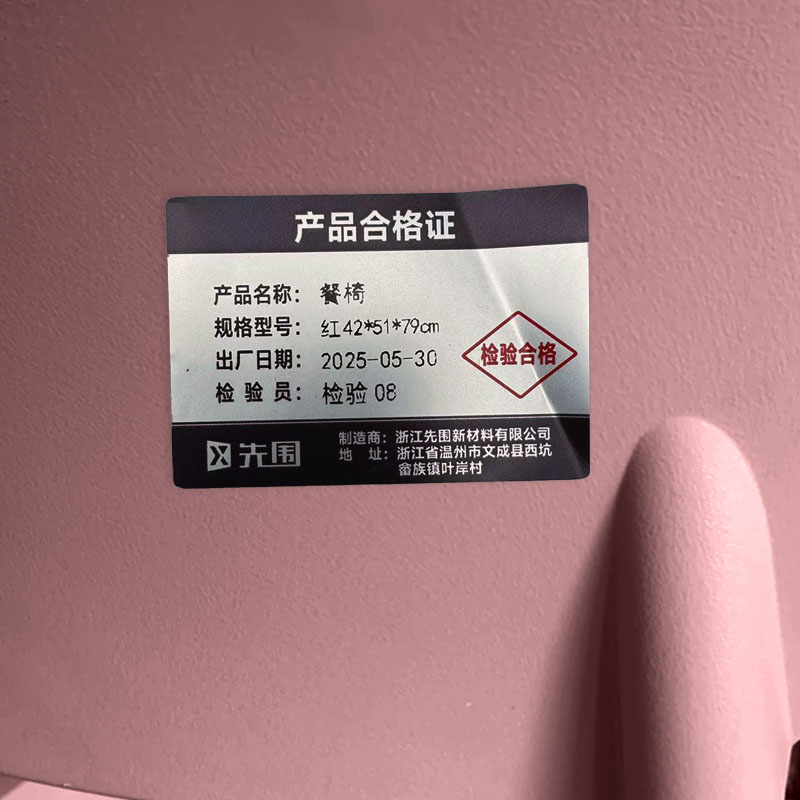 产品合格证
产品名称：餐椅
规格型号：红42*51*79cm
出厂日期：2025-05-30
检验员：检验08
检验合格
先围
制造商：浙江先围新材料有限公司
地 址：浙江省温州市文成县西坑
畲族镇叶岸村